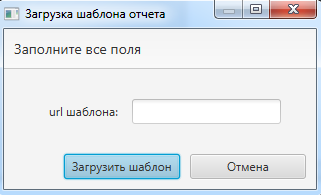 Загрузка шаблона отчета
Заполните все поля
url шаблона:
Загрузить шаблон
Отмена